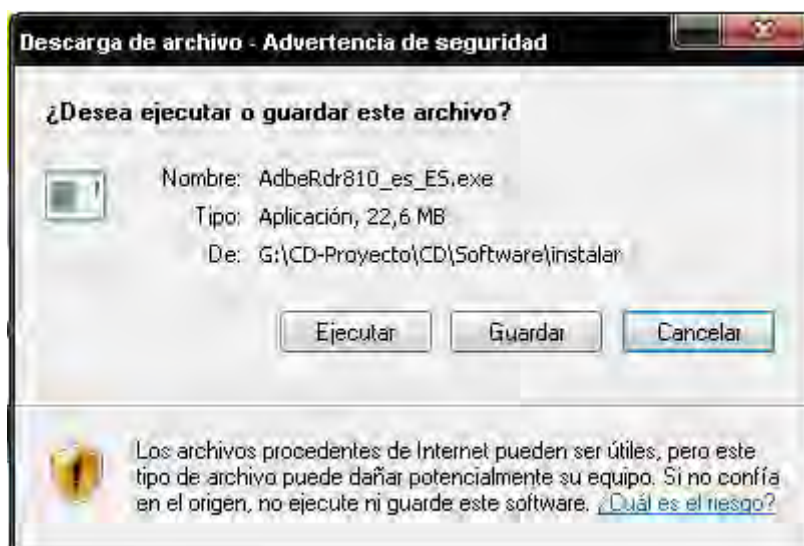 Descarga de archivo - Advertencia de seguridad
¿Desea ejecutar o guardar este archivo?
Nombre: AdbeRdr810_es_ES.exe
Tipo: Aplicación, 22,6 MB
De: G:\CD-Proyecto\CD\Software\instalar
Ejecutar Guardar Cancelar
Los archivos procedentes de Internet pueden ser útiles, pero este
tipo de archivo puede dañar potencialmente su equipo. Si no confía
en el origen, no ejecute ni guarde este software. ¿Cuál es el riesgo?